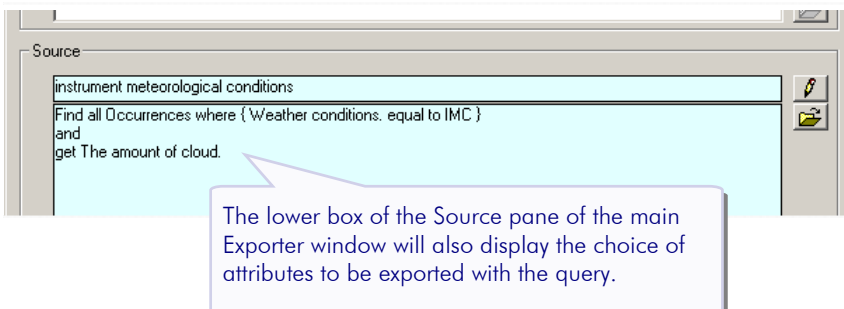 Source
instrument meteorological conditions
Find all Occurrences where { Weather conditions. equal to IMC }
and
get The amount of cloud.
The lower box of the Source pane of the main
Exporter window will also display the choice of
attributes to be exported with the query.